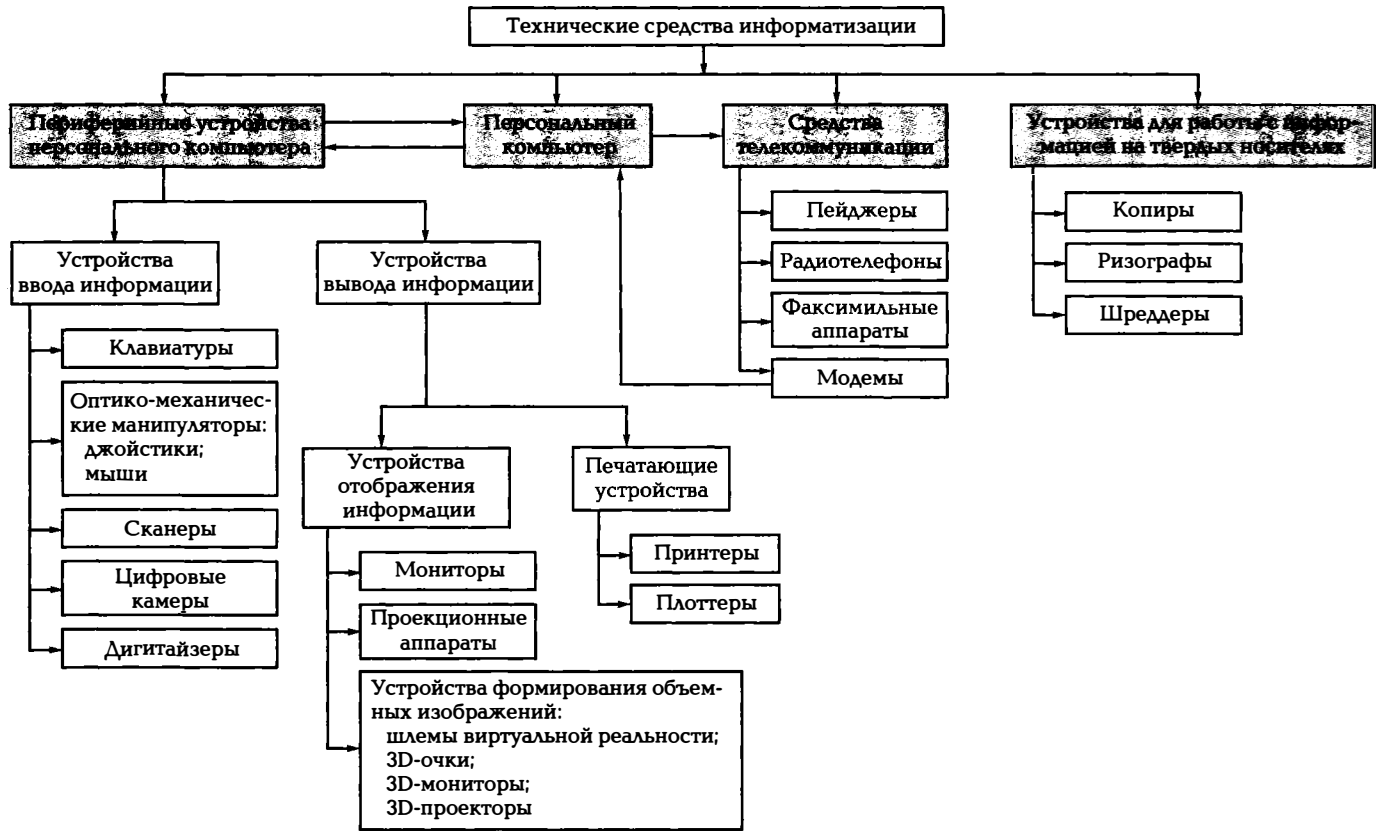 Технические средства информатизации
Периферийные устройства
персонального компьютера
Персональный
компьютер
Средства
телекоммуникации
Устройства для работы с инфор-
мацией на твердых носителях
Устройства
ввода информации
Клавиатуры
Оптико-механичес-
кие манипуляторы:
джойстики;
мыши
Сканеры
Цифровые
камеры
Дигитайзеры
Устройства
вывода информации
Устройства
отображения
информации
Мониторы
Проекционные
аппараты
Устройства формирования объем-
ных изображений:
шлемы виртуальной реальности;
3D-очки;
3D-мониторы;
3D-проекторы
Печатающие
устройства
Принтеры
Плоттеры
Пейджеры
Радиотелефоны
Факсимильные
аппараты
Модемы
Копиры
Ризографы
Шреддеры